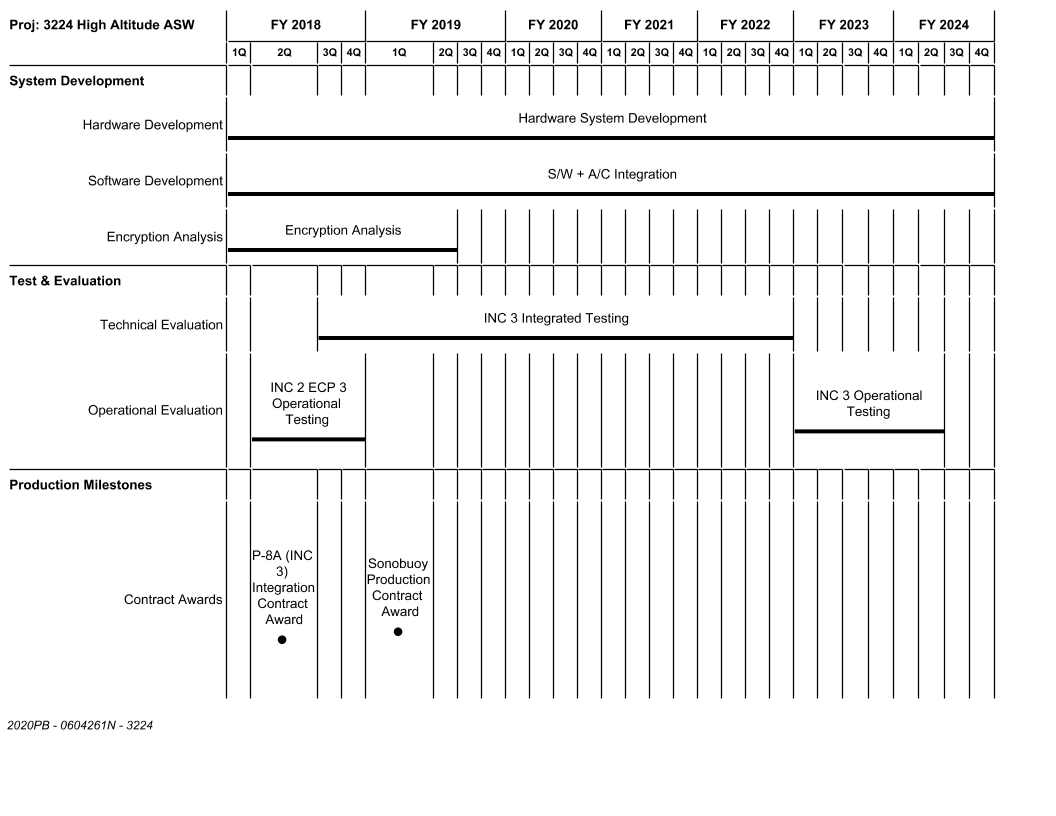 Proj: 3224 High Altitude ASW FY 2018 FY 2019 FY 2020 FY 2021 FY 2022 FY 2023 FY 2024
1Q 2Q 3Q 4Q 1Q 2Q 3Q 4Q 1Q 2Q 3Q 4Q 1Q 2Q 3Q 4Q 1Q 2Q 3Q 4Q 1Q 2Q 3Q 4Q 1Q 2Q 3Q 4Q
System Development
Hardware Development
Hardware System Development
Software Development
S/W + A/C Integration
Encryption Analysis
Encryption Analysis
Test & Evaluation
Technical Evaluation
INC 3 Integrated Testing
Operational Evaluation
INC 2 ECP 3
Operational
Testing
INC 3 Operational
Testing
Production Milestones
Contract Awards
P-8A (INC
3)
Integration
Contract
Award
Sonobuoy
Production
Contract
Award
2020PB - 0604261N - 3224